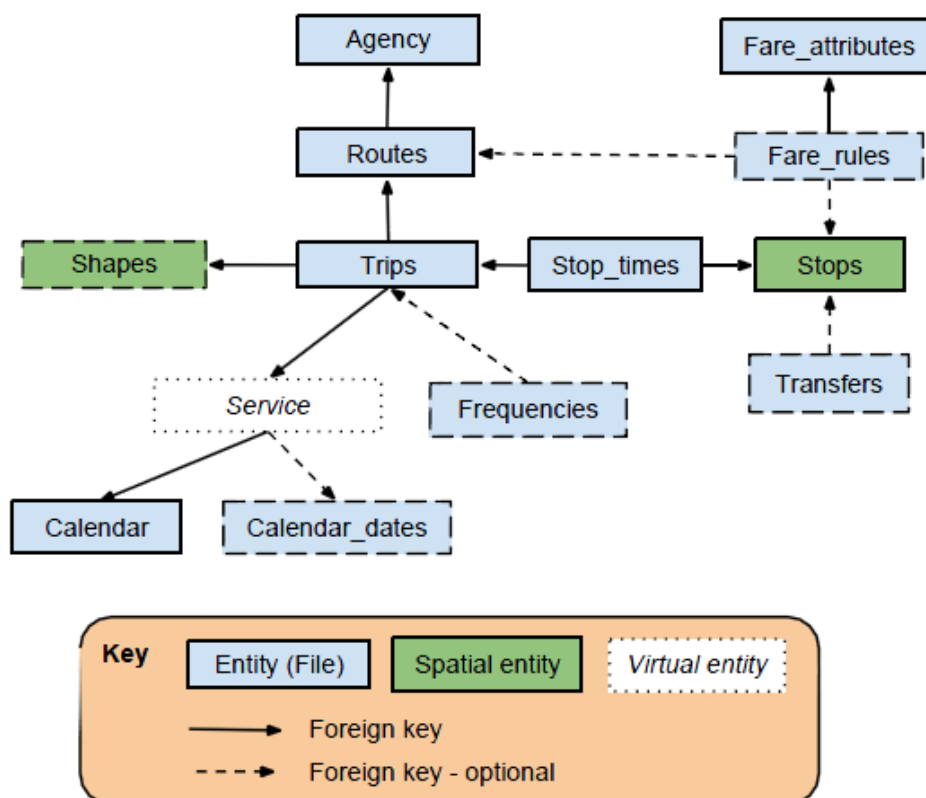 Agency
Fare_attributes
Routes
Fare_rules
Shapes
Trips
Stop_times
Stops
Service
Frequencies
Transfers
Calendar
Calendar_dates
Key
Entity (File)
Spatial entity
Virtual entity
Foreign key
Foreign key - optional